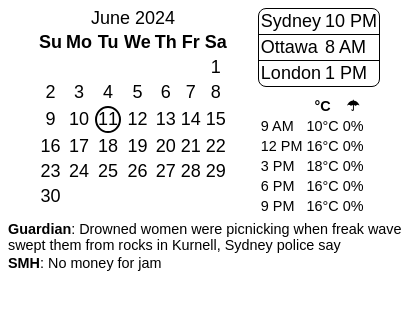 June 2024
Su Mo Tu We Th Fr Sa
1
2 3 4 5 6 7 8
9 10 11 12 13 14 15
16 17 18 19 20 21 22
23 24 25 26 27 28 29
30
Sydney 10 PM
Ottawa 8 AM
London 1 PM
°C ☂
9 AM 10°C 0%
12 PM 16°C 0%
3 PM 18°C 0%
6 PM 16°C 0%
9 PM 16°C 0%
Guardian: Drowned women were picnicking when freak wave
swept them from rocks in Kurnell, Sydney police say
SMH: No money for jam